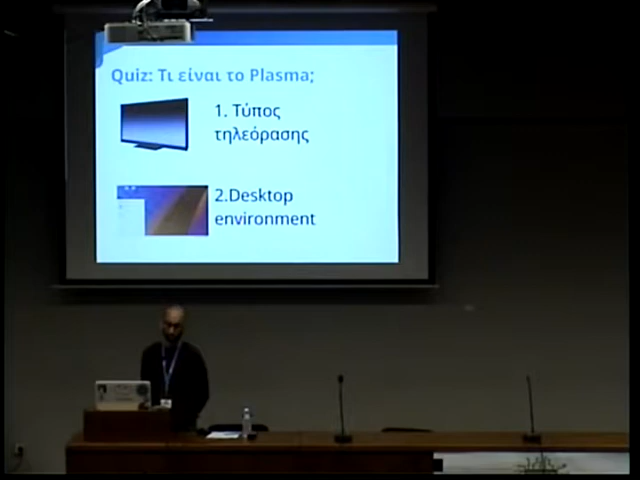 Quiz: Τι είναι το Plasma;
1. Τύπος
τηλεόρασης
2.Desktop
environment